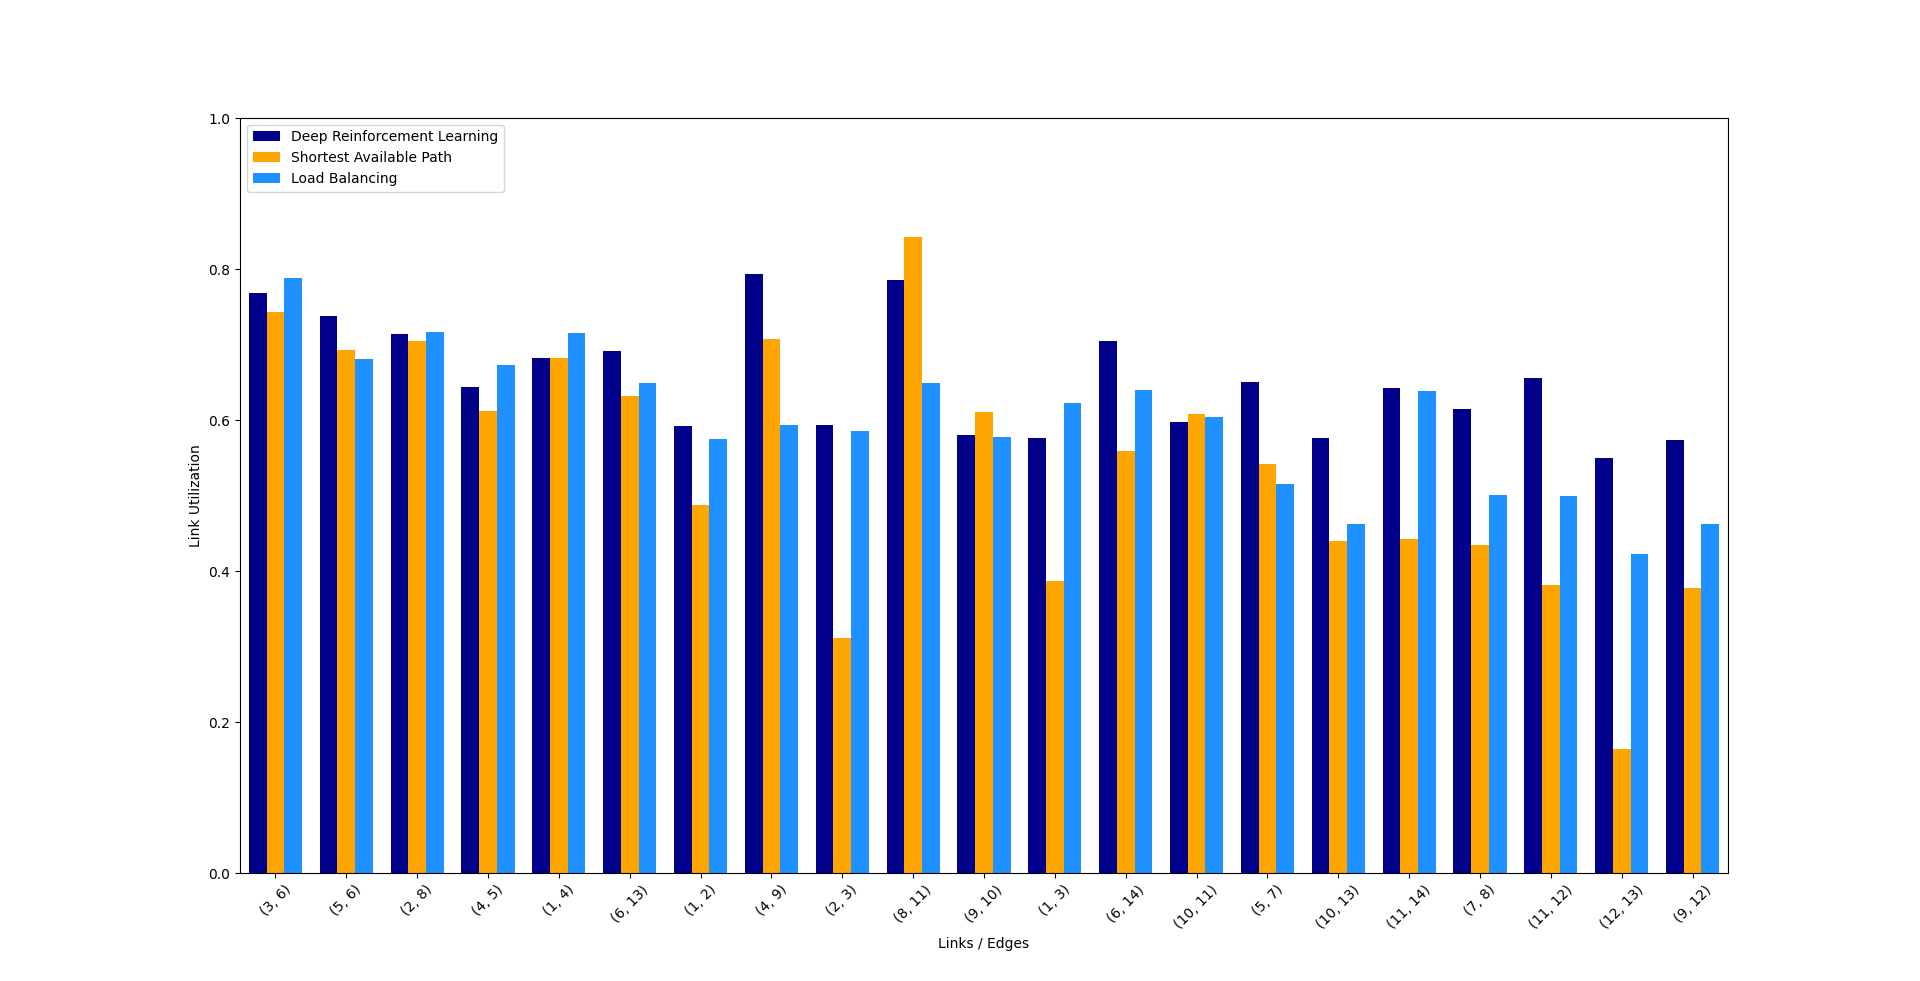 Deep Reinforcement Learning
Shortest Available Path
Load Balancing
1.0
0.8
0.6
0.4
0.2
0.0
Link Utilization
(3, 6) (5, 6) (2, 8) (4, 5) (1, 4) (6, 13) (1, 2) (4, 9) (2, 3) (8, 11) (9, 10) (1, 3) (6, 14) (10, 11) (5, 7) (10, 13) (11, 14) (7, 8) (11, 12) (12, 13) (9, 12)
Links / Edges